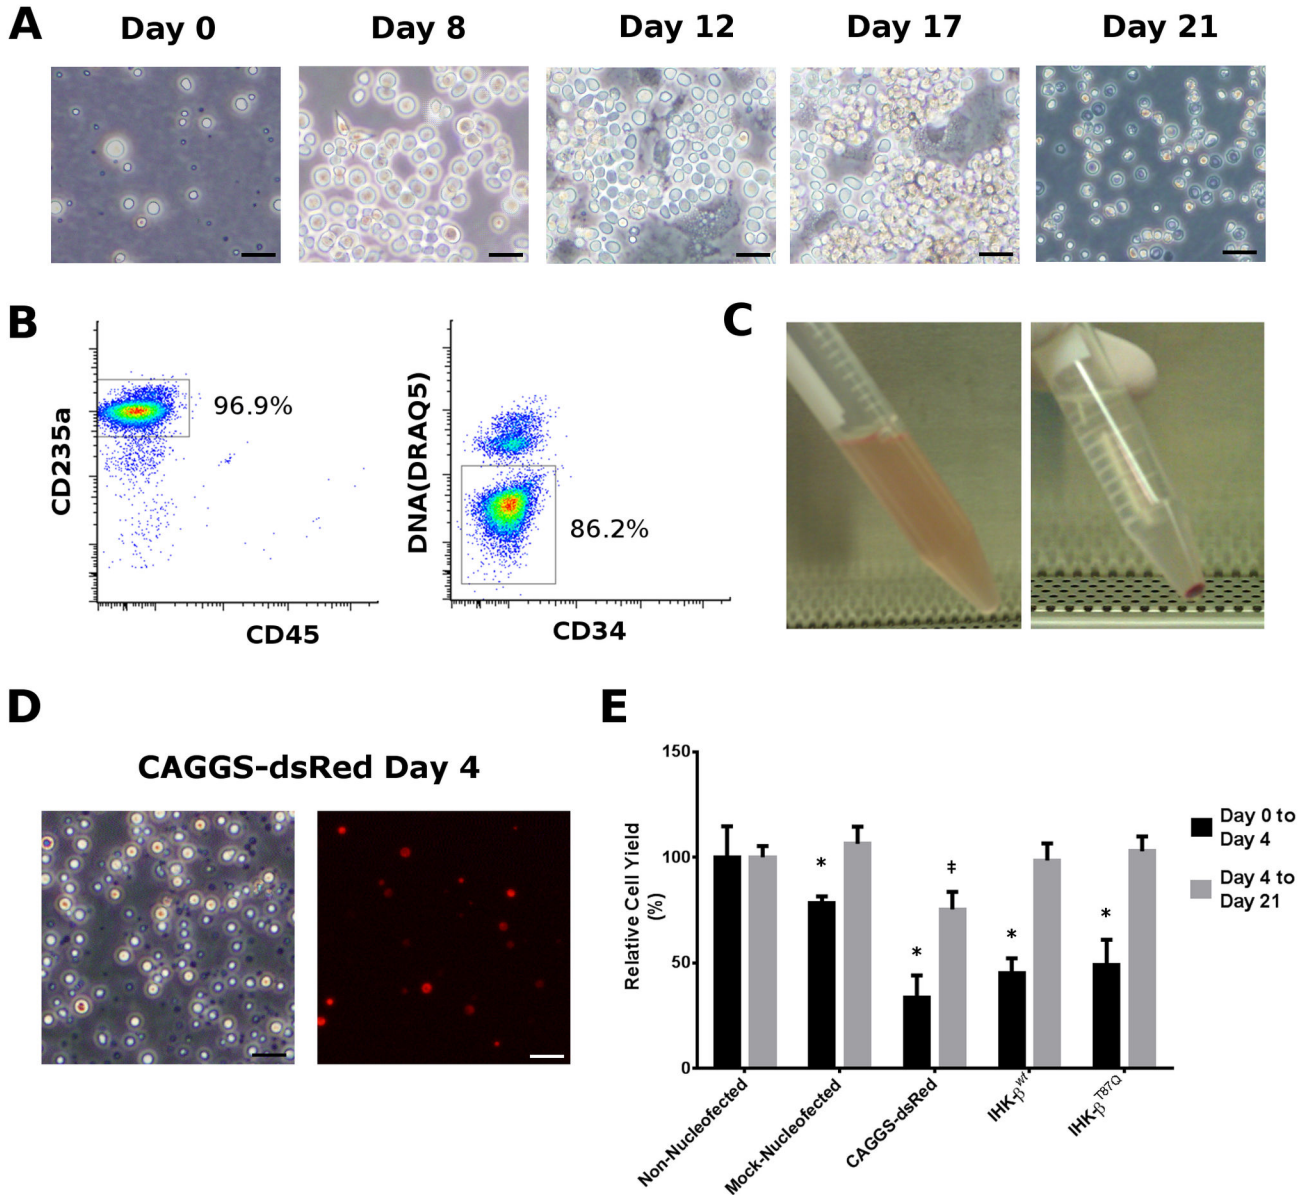 A
Day 0
Day 8
Day 12
Day 17
Day 21
B
CD235a
96.9%
CD45
DNA(DRAQ5)
86.2%
CD34
C
D
CAGGS-dsRed Day 4
E
Relative Cell Yield
(%)
150
100
50
0
*
*
‡
*
*
Day 0 to
Day 4
Day 4 to
Day 21
Non-Nucleofected
Mock-Nucleofected
CAGGS-dsRed
IHK-β^wt
IHK-β^T87Q